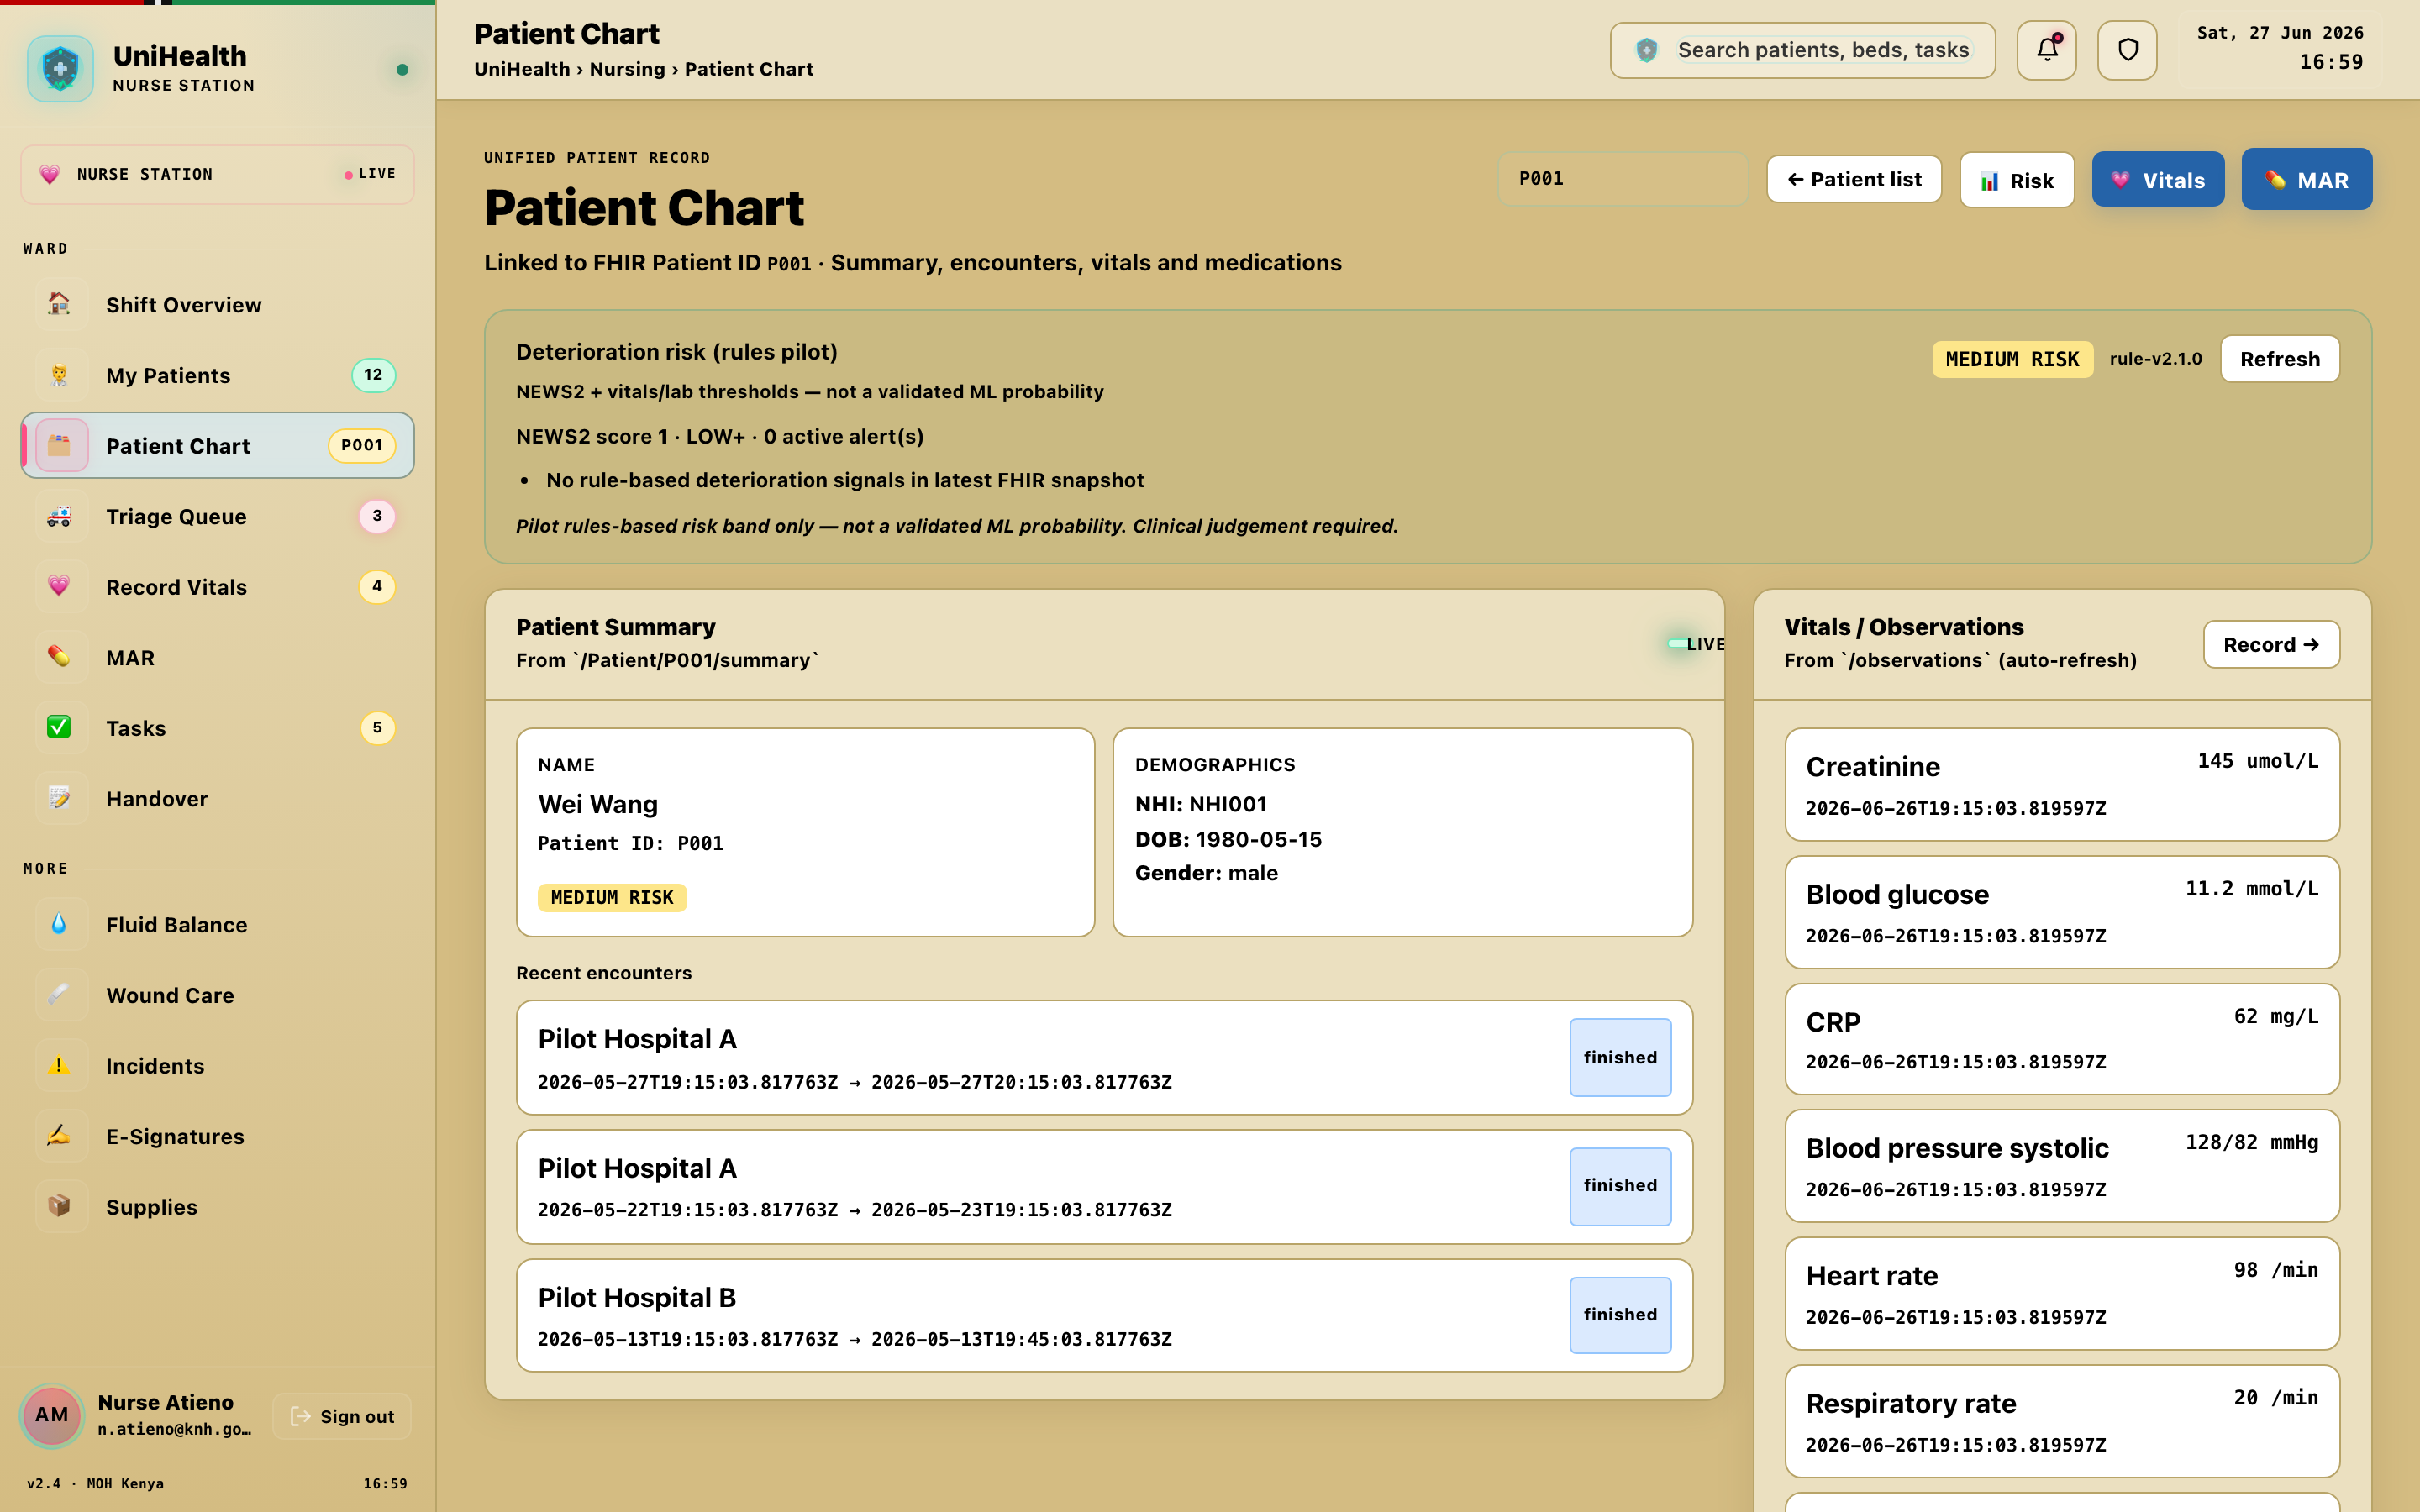 UniHealth
NURSE STATION
NURSE STATION
LIVE
WARD
Shift Overview
My Patients 12
Patient Chart P001
Triage Queue 3
Record Vitals 4
MAR
Tasks 5
Handover
MORE
Fluid Balance
Wound Care
Incidents
E-Signatures
Supplies
AM
Nurse Atieno
n.atieno@knh.go…
Sign out
v2.4 · MOH Kenya 16:59
Patient Chart
UniHealth › Nursing › Patient Chart
Search patients, beds, tasks
Sat, 27 Jun 2026
16:59
UNIFIED PATIENT RECORD
Patient Chart
Linked to FHIR Patient ID P001 · Summary, encounters, vitals and medications
P001
← Patient list
Risk
Vitals
MAR
Deterioration risk (rules pilot)
NEWS2 + vitals/lab thresholds — not a validated ML probability
MEDIUM RISK
rule-v2.1.0
Refresh
NEWS2 score 1 · LOW+ · 0 active alert(s)
• No rule-based deterioration signals in latest FHIR snapshot
Pilot rules-based risk band only — not a validated ML probability. Clinical judgement required.
Patient Summary
From `/Patient/P001/summary`
LIVE
NAME
Wei Wang
Patient ID: P001
MEDIUM RISK
DEMOGRAPHICS
NHI: NHI001
DOB: 1980-05-15
Gender: male
Recent encounters
Pilot Hospital A
2026-05-27T19:15:03.817763Z → 2026-05-27T20:15:03.817763Z
finished
Pilot Hospital A
2026-05-22T19:15:03.817763Z → 2026-05-23T19:15:03.817763Z
finished
Pilot Hospital B
2026-05-13T19:15:03.817763Z → 2026-05-13T19:45:03.817763Z
finished
Vitals / Observations
From `/observations` (auto-refresh)
Record →
Creatinine 145 umol/L
2026-06-26T19:15:03.819597Z
Blood glucose 11.2 mmol/L
2026-06-26T19:15:03.819597Z
CRP 62 mg/L
2026-06-26T19:15:03.819597Z
Blood pressure systolic 128/82 mmHg
2026-06-26T19:15:03.819597Z
Heart rate 98 /min
2026-06-26T19:15:03.819597Z
Respiratory rate 20 /min
2026-06-26T19:15:03.819597Z